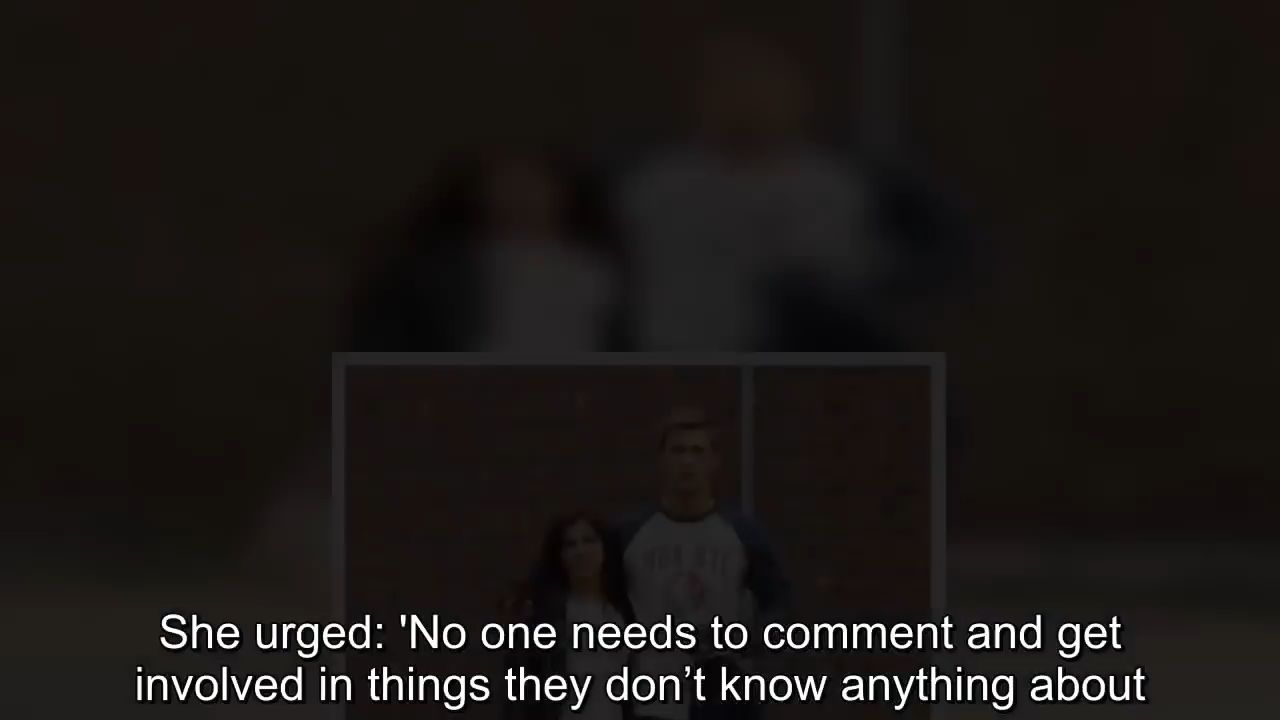 She urged: 'No one needs to comment and get
involved in things they don’t know anything about